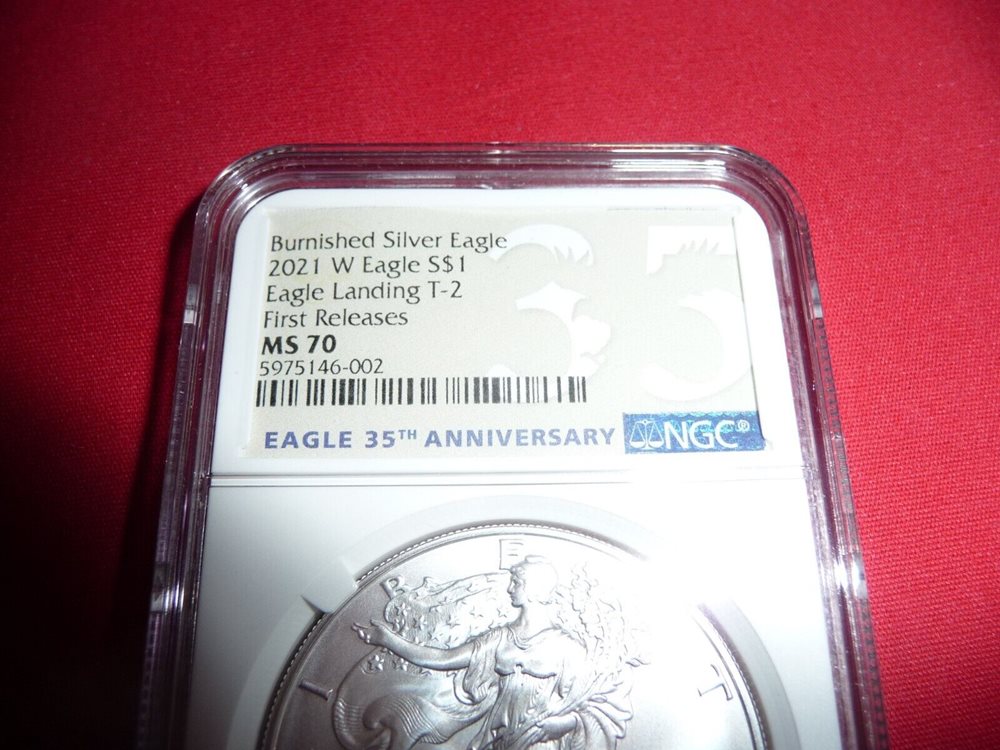 Burnished Silver Eagle
2021 W Eagle S$1
Eagle Landing T-2
First Releases
MS 70
5975146-002
35
EAGLE 35TH ANNIVERSARY
NGC®
I B E T